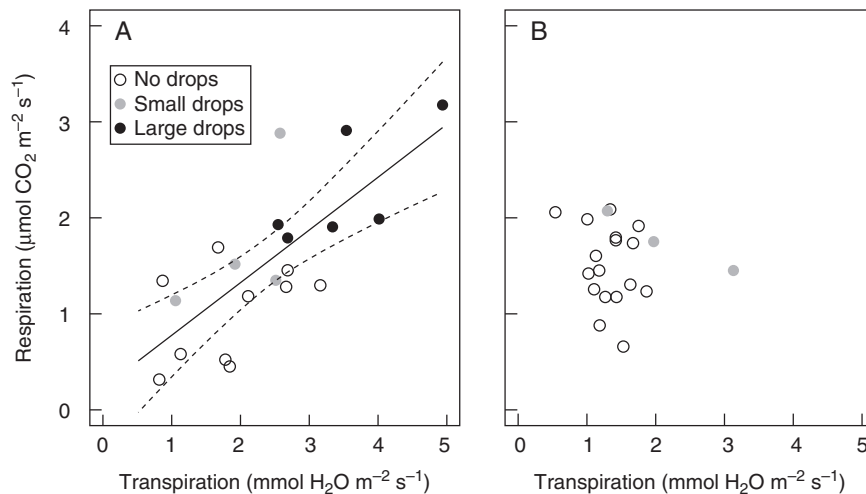 A
B
No drops
Small drops
Large drops
Respiration (μmol CO₂ m⁻² s⁻¹)
4
3
2
1
0
0 1 2 3 4 5
0 1 2 3 4 5
Transpiration (mmol H₂O m⁻² s⁻¹)
Transpiration (mmol H₂O m⁻² s⁻¹)